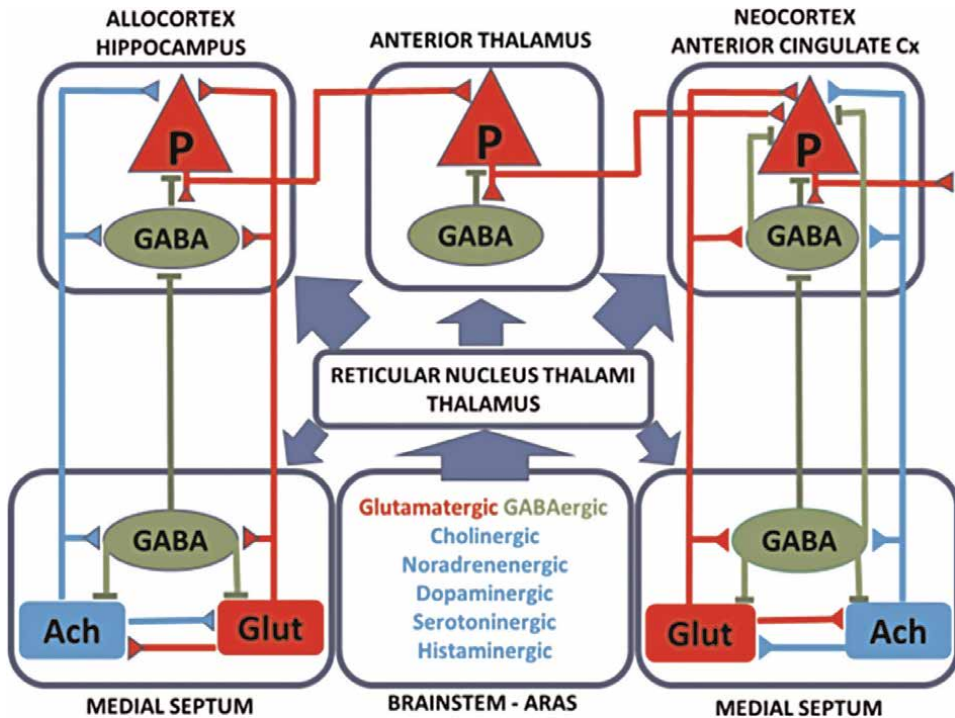 ALLOCORTEX
HIPPOCAMPUS
ANTERIOR THALAMUS
NEOCORTEX
ANTERIOR CINGULATE Cx
P
P
P
GABA
GABA
GABA
RETICULAR NUCLEUS THALAMI
THALAMUS
Glutamatergic GABAergic
Cholinergic
Noradrenenergic
Dopaminergic
Serotoninergic
Histaminergic
GABA
GABA
Ach
Glut
Glut
Ach
MEDIAL SEPTUM
BRAINSTEM - ARAS
MEDIAL SEPTUM